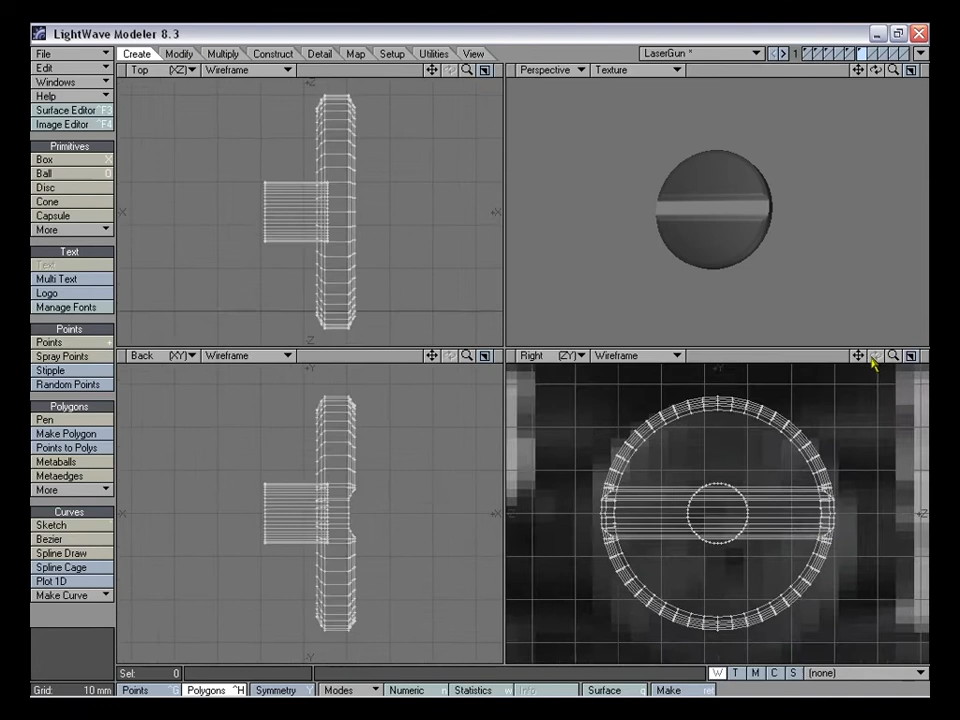 LightWave Modeler 8.3
File Create Modify Multiply Construct Detail Map Setup Utilities View LaserGun * 1
Edit Top (XZ) Wireframe Perspective Texture
Windows
Help
Surface Editor ^F3
Image Editor ^F4
Primitives
Box X
Ball O
Disc
Cone
Capsule
More
Text
Text
Multi Text
Logo
Manage Fonts
Points
Points +
Back (XY) Wireframe Right (ZY) Wireframe
Spray Points
Stipple
Random Points
Polygons
Pen
Make Polygon
Points to Polys
Metaballs
Metaedges
More
Curves
Sketch
Bezier
Spline Draw
Spline Cage
Plot 1D
Make Curve
Sel: 0 W T M C S (none)
Grid: 10 mm Points ^G Polygons ^H Symmetry Y Modes Numeric n Statistics w Info i Surface q Make ret